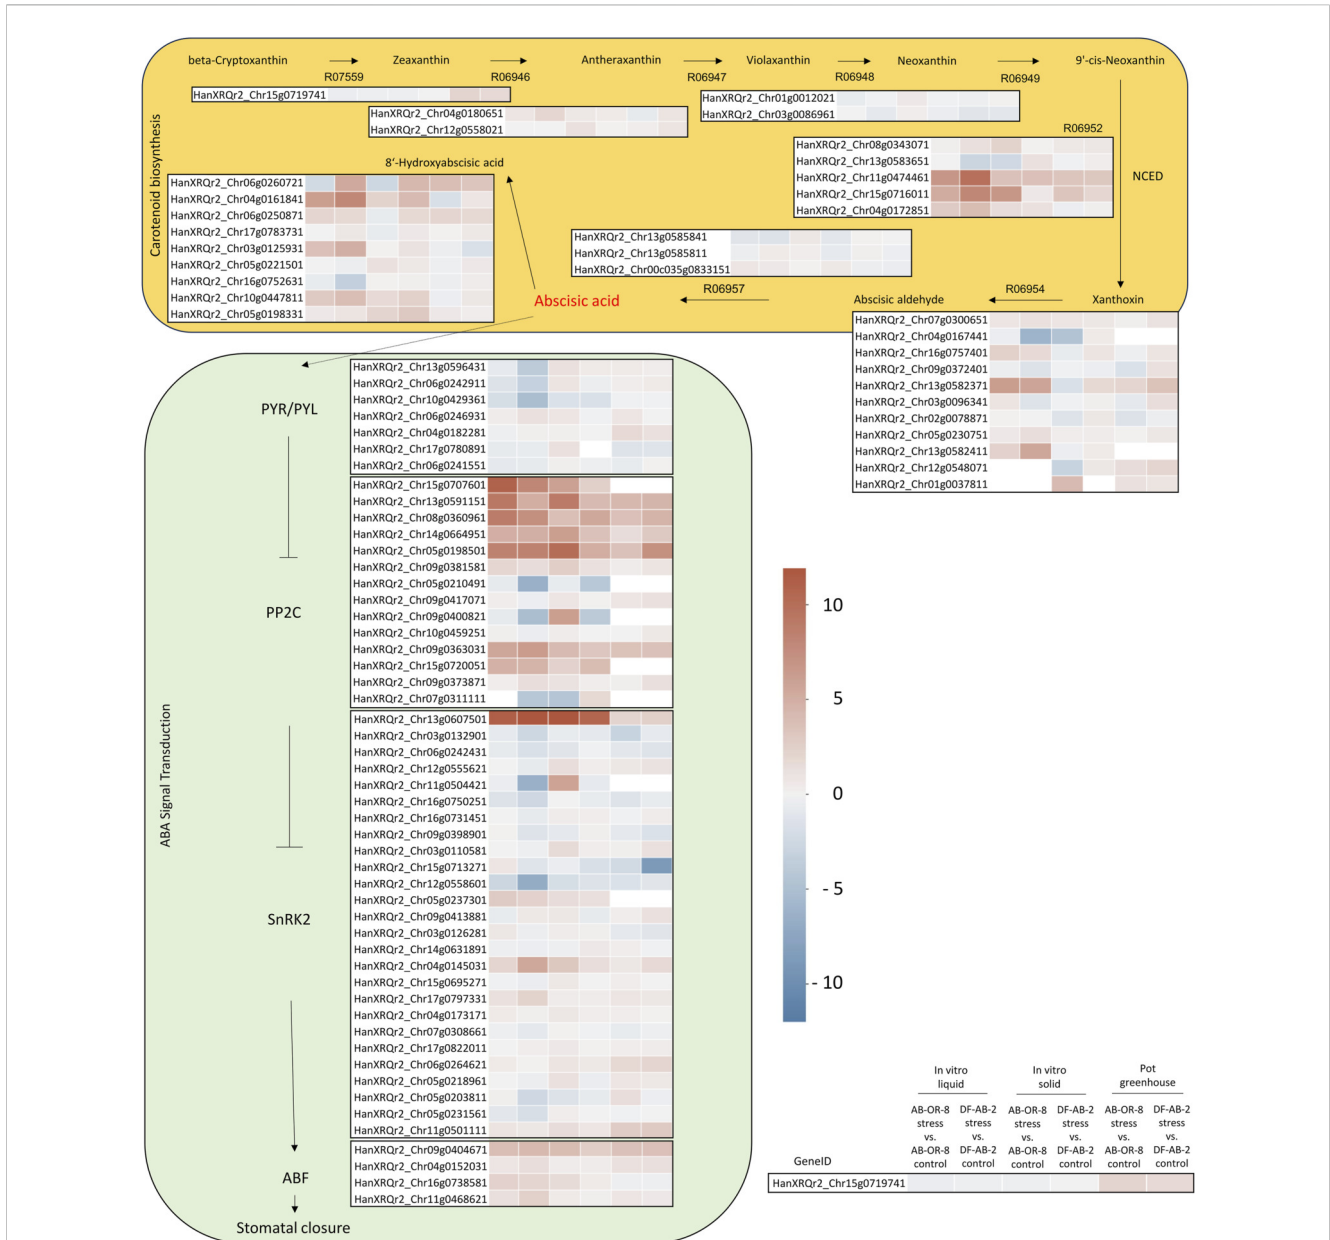 beta-Cryptoxanthin
Zeaxanthin
Antheraxanthin
Violaxanthin
Neoxanthin
9'-cis-Neoxanthin
R07559
R06946
R06947
R06948
R06949
HanXRQr2_Chr15g0719741
HanXRQr2_Chr04g0180651
HanXRQr2_Chr12g0558021
HanXRQr2_Chr01g0012021
HanXRQr2_Chr03g0086961
R06952
HanXRQr2_Chr08g0343071
HanXRQr2_Chr13g0583651
HanXRQr2_Chr11g0474461
HanXRQr2_Chr15g0716011
HanXRQr2_Chr04g0172851
NCED
Carotenoid biosynthesis
8'-Hydroxyabscisic acid
HanXRQr2_Chr06g0260721
HanXRQr2_Chr04g0161841
HanXRQr2_Chr06g0250871
HanXRQr2_Chr17g0783731
HanXRQr2_Chr03g0125931
HanXRQr2_Chr05g0221501
HanXRQr2_Chr16g0752631
HanXRQr2_Chr10g0447811
HanXRQr2_Chr05g0198331
HanXRQr2_Chr13g0585841
HanXRQr2_Chr13g0585811
HanXRQr2_Chr00c035g0833151
Abscisic acid
R06957
Abscisic aldehyde
R06954
Xanthoxin
HanXRQr2_Chr07g0300651
HanXRQr2_Chr04g0167441
HanXRQr2_Chr16g0757401
HanXRQr2_Chr09g0372401
HanXRQr2_Chr13g0582371
HanXRQr2_Chr03g0096341
HanXRQr2_Chr02g0078871
HanXRQr2_Chr05g0230751
HanXRQr2_Chr13g0582411
HanXRQr2_Chr12g0548071
HanXRQr2_Chr01g0037811
ABA Signal Transduction
PYR/PYL
HanXRQr2_Chr13g0596431
HanXRQr2_Chr06g0242911
HanXRQr2_Chr10g0429361
HanXRQr2_Chr06g0246931
HanXRQr2_Chr04g0182281
HanXRQr2_Chr17g0780891
HanXRQr2_Chr06g0241551
PP2C
HanXRQr2_Chr15g0707601
HanXRQr2_Chr13g0591151
HanXRQr2_Chr08g0360961
HanXRQr2_Chr14g0664951
HanXRQr2_Chr05g0198501
HanXRQr2_Chr09g0381581
HanXRQr2_Chr05g0210491
HanXRQr2_Chr09g0417071
HanXRQr2_Chr09g0400821
HanXRQr2_Chr10g0459251
HanXRQr2_Chr09g0363031
HanXRQr2_Chr15g0720051
HanXRQr2_Chr09g0373871
HanXRQr2_Chr07g0311111
SnRK2
HanXRQr2_Chr13g0607501
HanXRQr2_Chr03g0132901
HanXRQr2_Chr06g0242431
HanXRQr2_Chr12g0555621
HanXRQr2_Chr11g0504421
HanXRQr2_Chr16g0750251
HanXRQr2_Chr16g0731451
HanXRQr2_Chr09g0398901
HanXRQr2_Chr03g0110581
HanXRQr2_Chr15g0713271
HanXRQr2_Chr12g0558601
HanXRQr2_Chr05g0237301
HanXRQr2_Chr09g0413881
HanXRQr2_Chr03g0126281
HanXRQr2_Chr14g0631891
HanXRQr2_Chr04g0145031
HanXRQr2_Chr15g0695271
HanXRQr2_Chr17g0797331
HanXRQr2_Chr04g0173171
HanXRQr2_Chr07g0308661
HanXRQr2_Chr17g0822011
HanXRQr2_Chr06g0264621
HanXRQr2_Chr05g0218961
HanXRQr2_Chr05g0203811
HanXRQr2_Chr05g0231561
HanXRQr2_Chr11g0501111
ABF
HanXRQr2_Chr09g0404671
HanXRQr2_Chr04g0152031
HanXRQr2_Chr16g0738581
HanXRQr2_Chr11g0468621
Stomatal closure
10
5
0
- 5
- 10
In vitro liquid
In vitro solid
Pot greenhouse
AB-OR-8 stress vs. AB-OR-8 control
DF-AB-2 stress vs. DF-AB-2 control
AB-OR-8 stress vs. AB-OR-8 control
DF-AB-2 stress vs. DF-AB-2 control
AB-OR-8 stress vs. AB-OR-8 control
DF-AB-2 stress vs. DF-AB-2 control
GeneID
HanXRQr2_Chr15g0719741